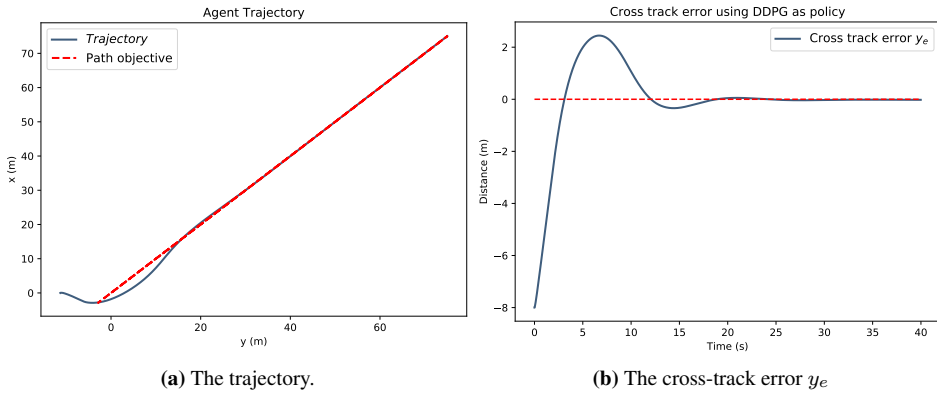 Agent Trajectory
Trajectory
Path objective
70
60
50
40
30
20
10
0
x (m)
0 20 40 60
y (m)
(a) The trajectory.
Cross track error using DDPG as policy
Cross track error yₑ
2
0
−2
−4
−6
−8
Distance (m)
0 5 10 15 20 25 30 35 40
Time (s)
(b) The cross-track error yₑ